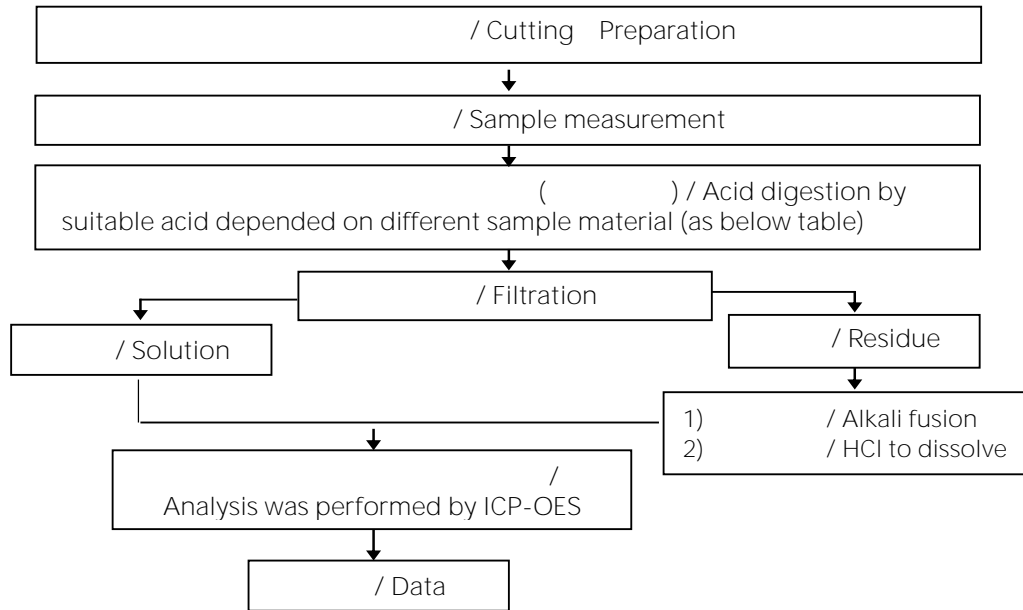 / Cutting Preparation
/ Sample measurement
( ) / Acid digestion by
suitable acid depended on different sample material (as below table)
/ Filtration
/ Solution
/ Residue
1) / Alkali fusion
2) / HCl to dissolve
/
Analysis was performed by ICP-OES
/ Data